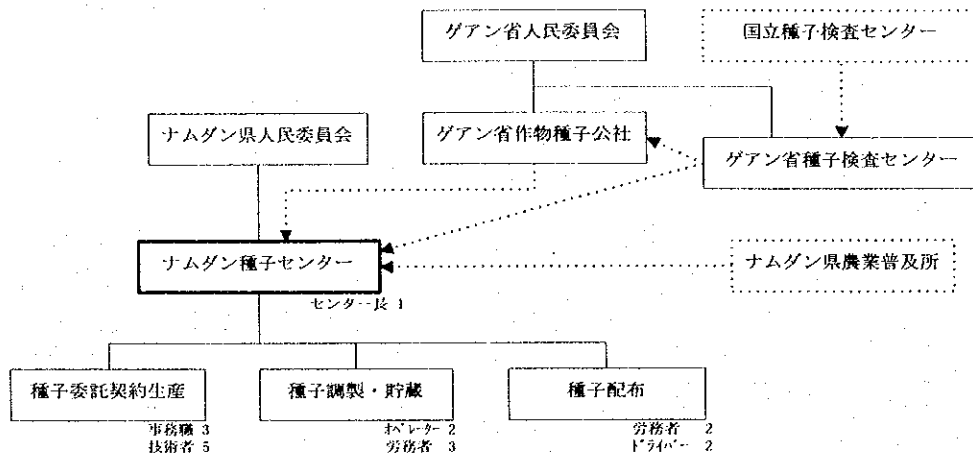 ゲアン省人民委員会
国立種子検査センター
ナムダン県人民委員会
ゲアン省作物種子公社
ゲアン省種子検査センター
ナムダン種子センター
ナムダン県農業普及所
センター長 1
種子委託契約生産
種子調製・貯蔵
種子配布
事務職 3
技術者 5
オペレーター 2
労務者 3
労務者 2
ドライバー 2